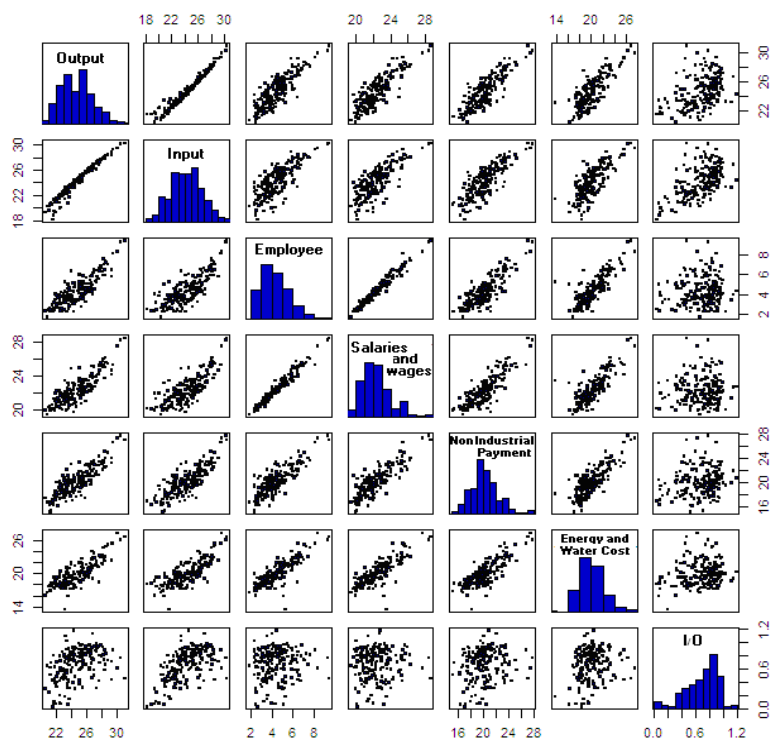 18 22 26 30
20 24 28
14 20 26
Output
22 26 30
Input
18 22 26 30
Employee
2 4 6 8
Salaries
and
wages
20 24 28
NonIndustrial
Payment
16 20 24 28
Energy and
Water Cost
14 20 26
I/O
0.0 0.4 0.8 1.2
22 26 30
2 4 6 8
16 20 24 28
0.0 0.4 0.8 1.2